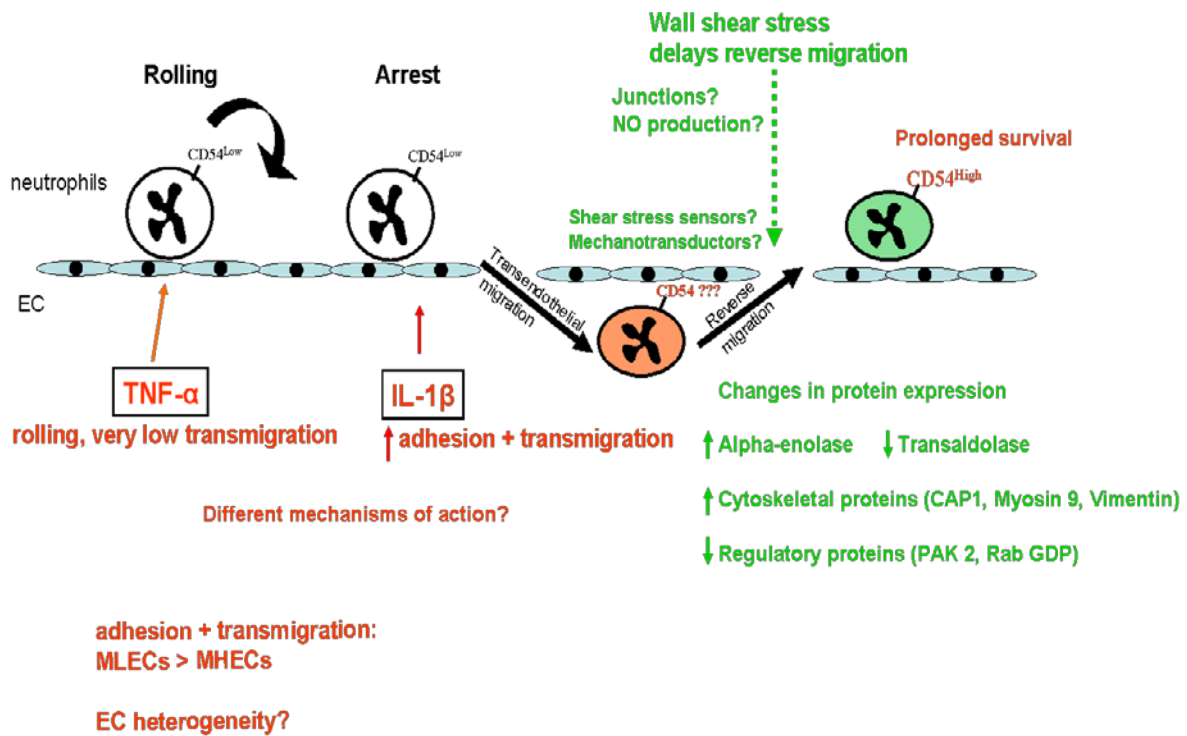 Wall shear stress
delays reverse migration
Rolling
Arrest
Junctions?
NO production?
Prolonged survival
CD54Low
CD54Low
CD54High
neutrophils
Shear stress sensors?
Mechanotransductors?
EC
Transendothelial
migration
CD54 ???
Reverse
migration
TNF-α
IL-1β
Changes in protein expression
rolling, very low transmigration
adhesion + transmigration
Alpha-enolase
Transaldolase
Cytoskeletal proteins (CAP1, Myosin 9, Vimentin)
Different mechanisms of action?
Regulatory proteins (PAK 2, Rab GDP)
adhesion + transmigration:
MLECs > MHECs
EC heterogeneity?